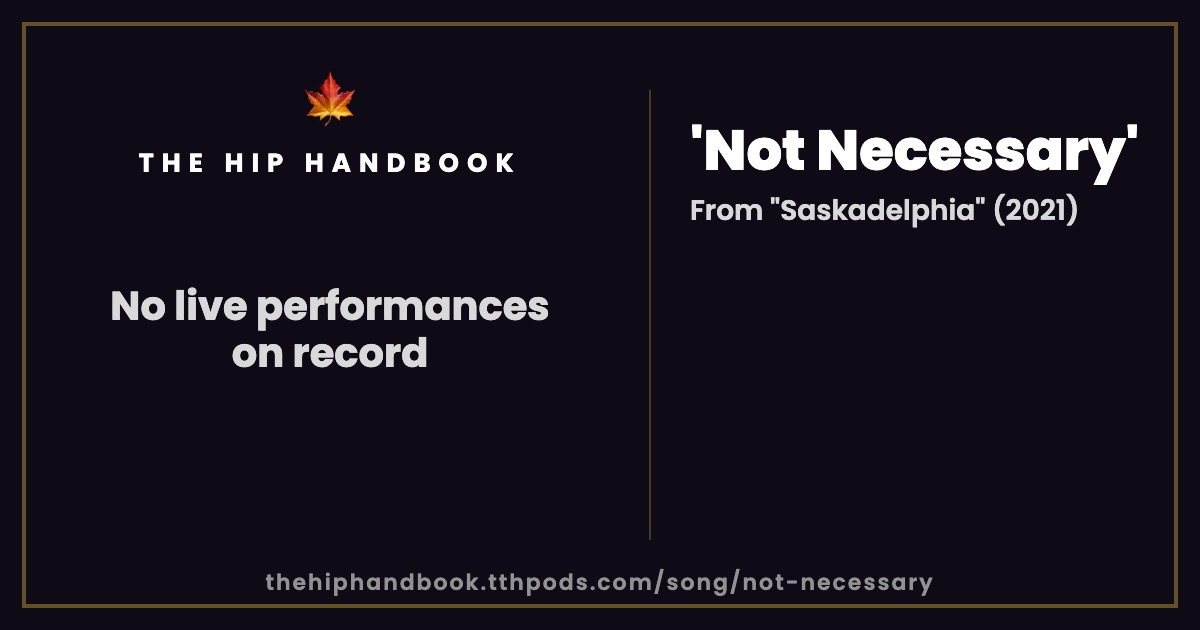 THE HIP HANDBOOK
No live performances
on record
'Not Necessary'
From "Saskadelphia" (2021)
thehiphandbook.tthpods.com/song/not-necessary